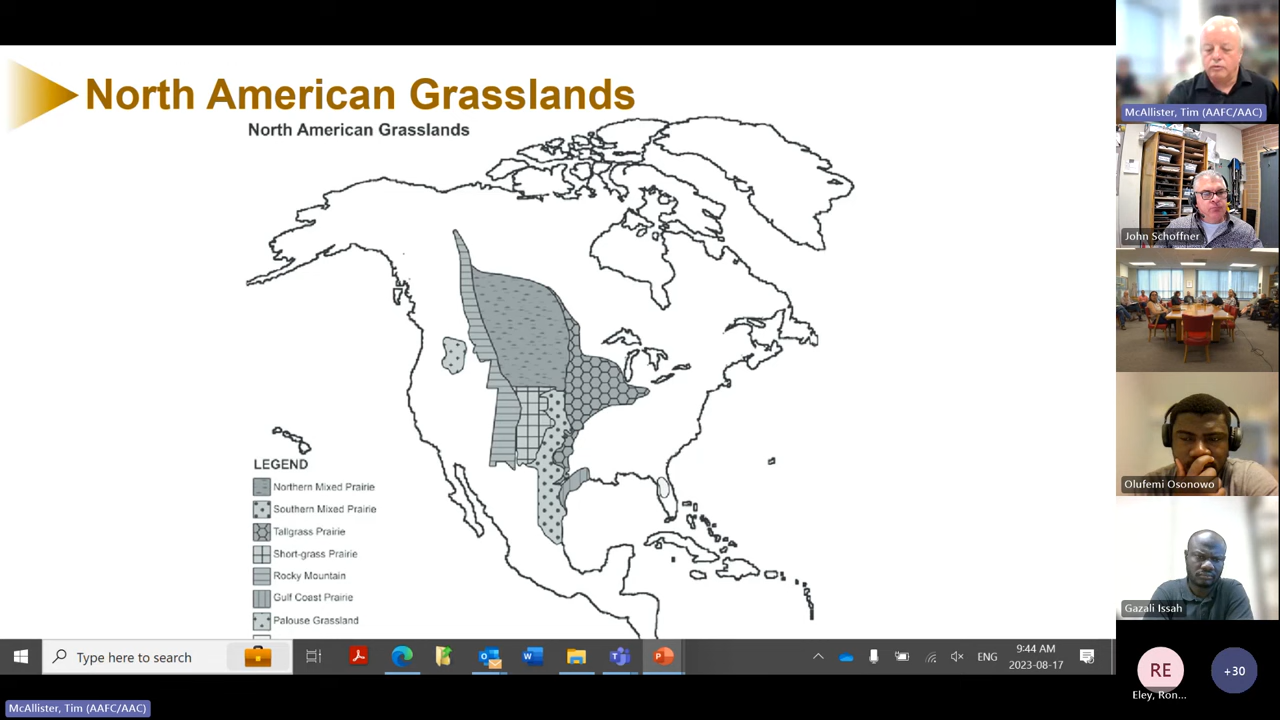 North American Grasslands
North American Grasslands
LEGEND
Northern Mixed Prairie
Southern Mixed Prairie
Tallgrass Prairie
Short-grass Prairie
Rocky Mountain
Gulf Coast Prairie
Palouse Grassland
Type here to search
ENG
9:44 AM
2023-08-17
McAllister, Tim (AAFC/AAC)
McAllister, Tim (AAFC/AAC)
John Schoffner
Olufemi Osonowo
Gazali Issah
RE
Eley, Ron...
+30